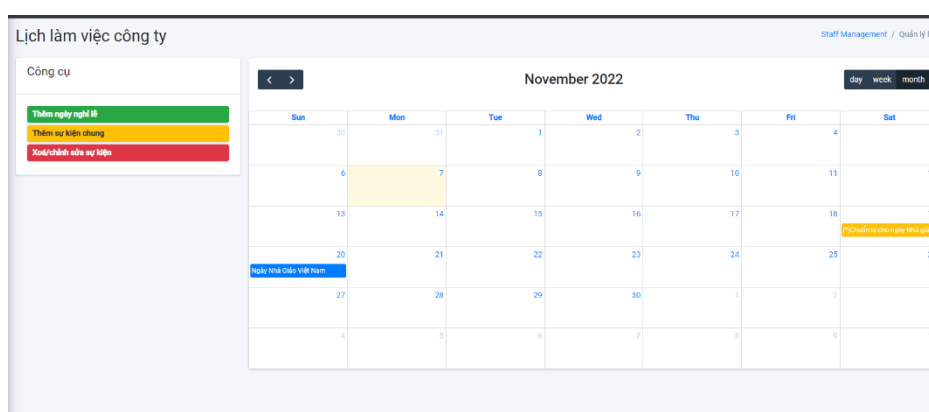 Lịch làm việc công ty
Staff Management / Quản lý
Công cụ
Thêm ngày nghỉ lễ
Thêm sự kiện chung
Xoá/chỉnh sửa sự kiện
November 2022
day week month
Sun Mon Tue Wed Thu Fri Sat
30 31 1 2 3 4
6 7 8 9 10 11
13 14 15 16 17 18
(*)Chuẩn bị cho ngày Nhà
20 21 22 23 24 25
Ngày Nhà Giáo Việt Nam
27 28 29 30 1 2
4 5 6 7 8 9